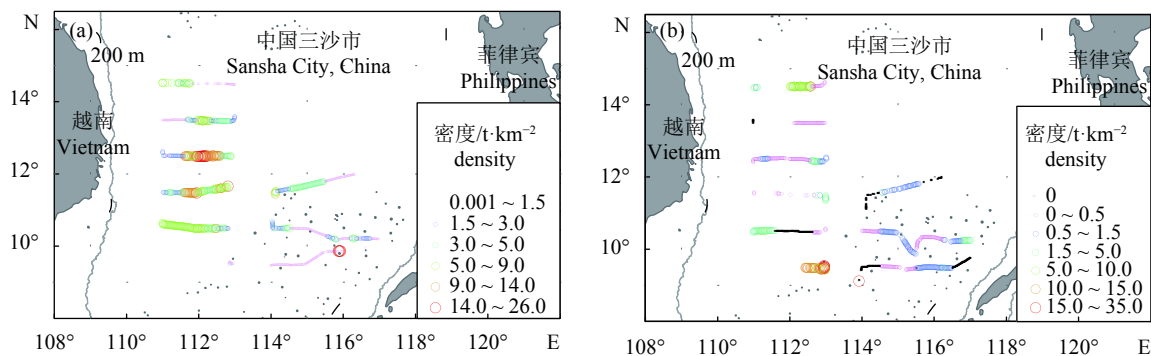 (a)
N
200 m
中国三沙市
Sansha City, China
菲律宾
Philippines
越南
Vietnam
密度/t·km⁻²
density
0.001 ~ 1.5
1.5 ~ 3.0
3.0 ~ 5.0
5.0 ~ 9.0
9.0 ~ 14.0
14.0 ~ 26.0
14°
12°
10°
108°
110°
112°
114°
116°
118°
120°
E
(b)
N
200 m
中国三沙市
Sansha City, China
菲律宾
Philippines
越南
Vietnam
密度/t·km⁻²
density
0
0 ~ 0.5
0.5 ~ 1.5
1.5 ~ 5.0
5.0 ~ 10.0
10.0 ~ 15.0
15.0 ~ 35.0
14°
12°
10°
108°
110°
112°
114°
116°
118°
120°
E